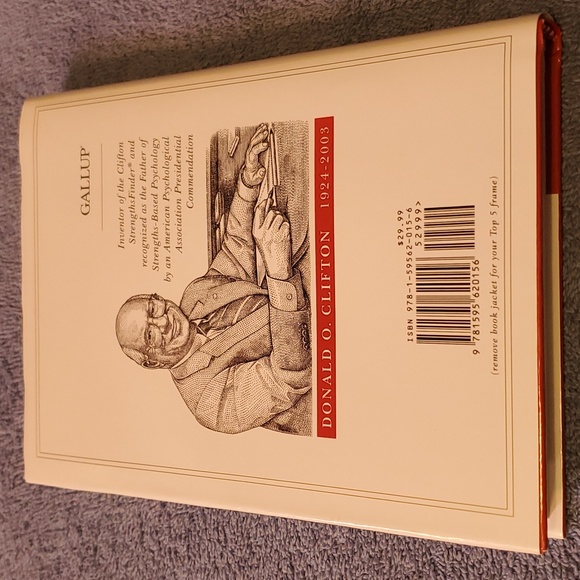 GALLUP®
Inventor of the Clifton
StrengthsFinder® and
recognized as the Father of
Strengths-Based Psychology
by an American Psychological
Association Presidential
Commendation
DONALD O. CLIFTON 1924-2003
$29.99
ISBN 978-1-59562-015-6
52999>
9 781595 620156
(remove book jacket for your Top 5 frame)